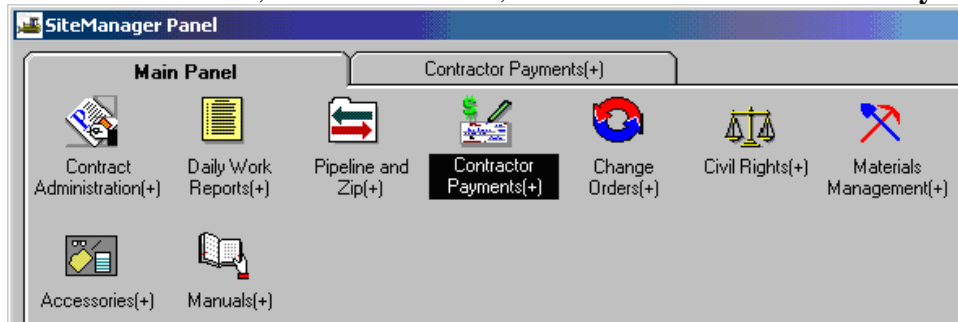 SiteManager Panel
Main Panel
Contractor Payments(+)
Contract Administration(+)
Daily Work Reports(+)
Pipeline and Zip(+)
Contractor Payments(+)
Change Orders(+)
Civil Rights(+)
Materials Management(+)
Accessories(+)
Manuals(+)